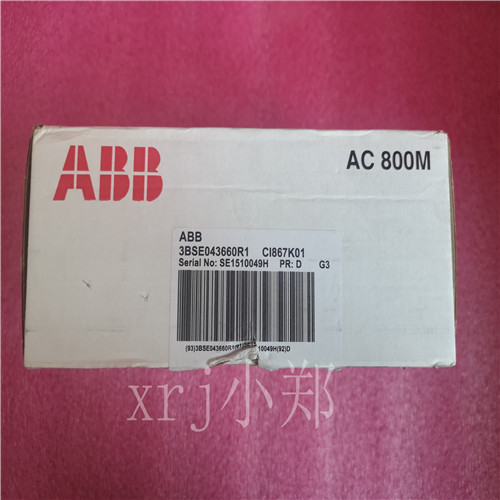 ABB
AC 800M
ABB
3BSE043660R1 CI867K01
Serial No: SE1510049H PR: D G3
xrj小郑